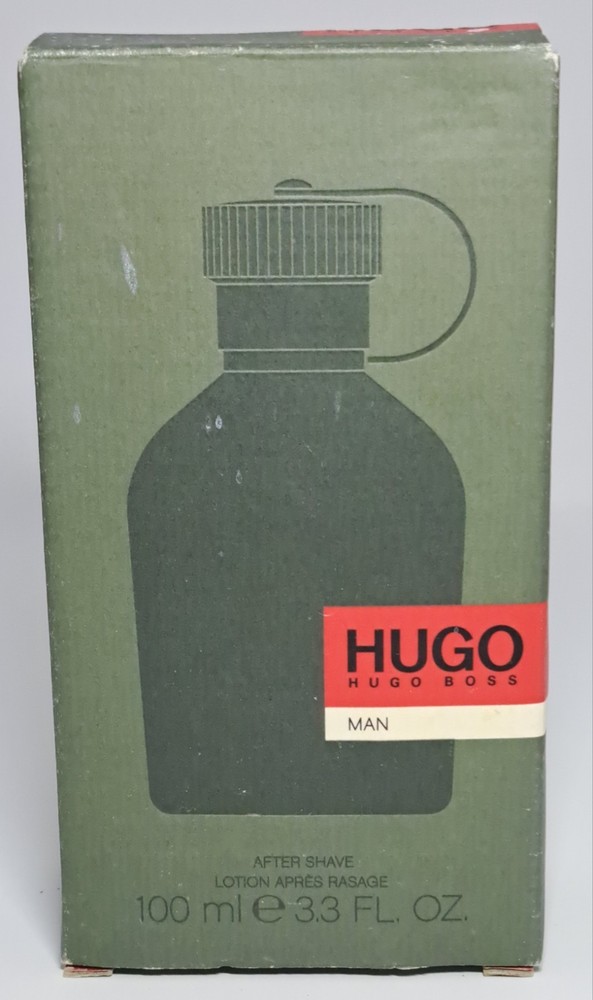 HUGO
HUGO BOSS
MAN
AFTER SHAVE
LOTION APRÈS RASAGE
100 ml ℮ 3.3 FL. OZ.